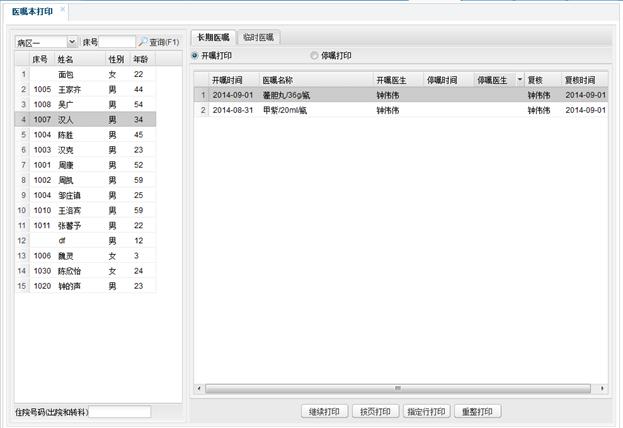 医嘱本打印
病区一 床号 查询(F1)
床号 姓名 性别 年龄
1 面包 女 22
2 1005 王家亦 男 44
3 1008 吴广 男 54
4 1007 汉人 男 34
5 1004 陈胜 男 45
6 1003 汉克 男 23
7 1001 周康 男 52
8 1002 周凯 男 59
9 1004 邹庄镇 男 25
10 1010 王洛宾 男 59
11 1011 张馨予 男 22
12 df 男 12
13 1006 魏灵 女 3
14 1030 陈欣怡 女 24
15 1020 钟的声 男 23
住院号码(出院和转科)
长期医嘱 临时医嘱
开嘱打印 停嘱打印
开嘱时间 医嘱名称 开嘱医生 停嘱时间 停嘱医生 复核 复核时间
1 2014-09-01 藿胆丸/36g/瓶 钟伟伟 钟伟伟 2014-09-01
2 2014-08-31 甲紫/20ml/瓶 钟伟伟 钟伟伟 2014-09-01
继续打印 按页打印 指定行打印 重整打印